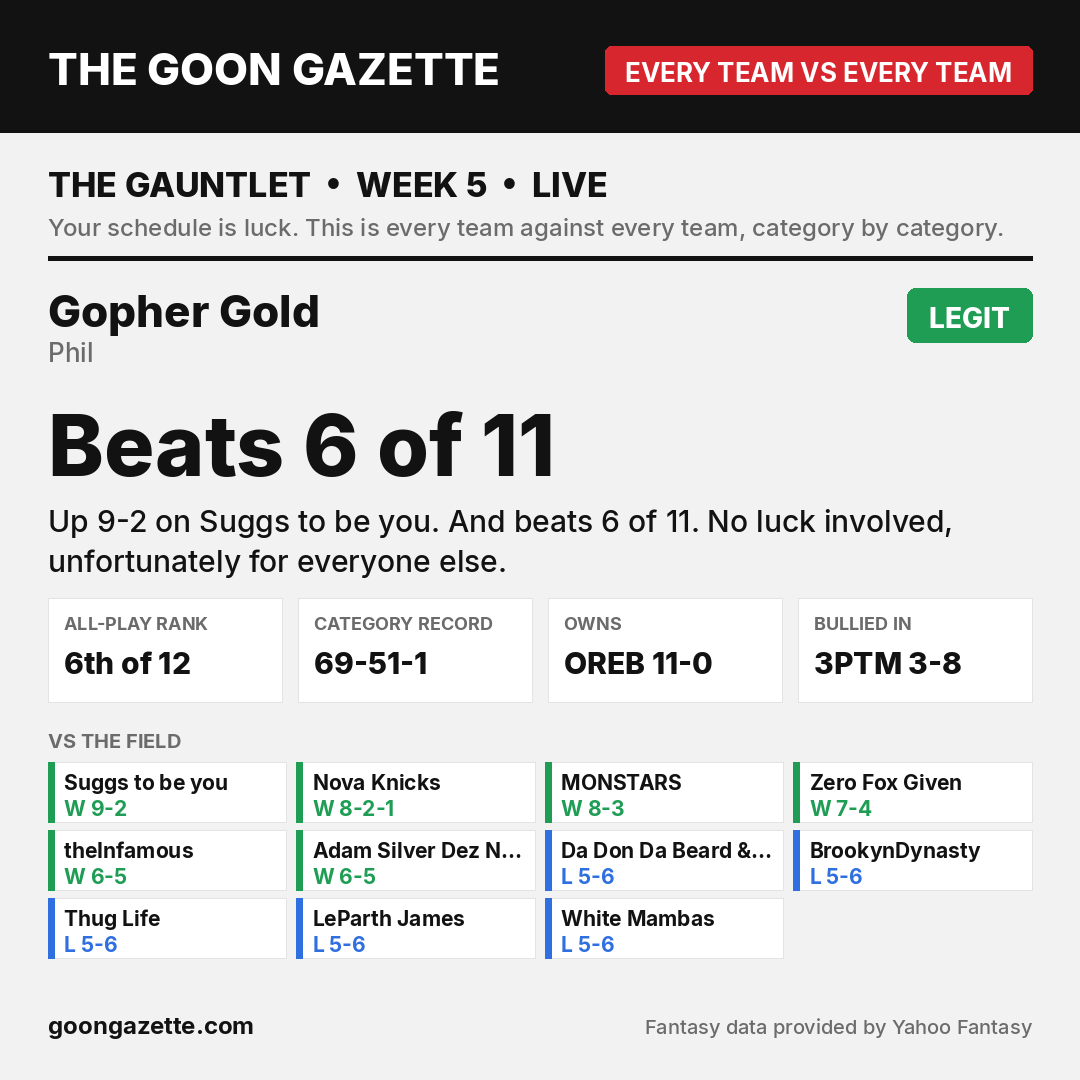 THE GOON GAZETTE
EVERY TEAM VS EVERY TEAM
THE GAUNTLET • WEEK 5 • LIVE
Your schedule is luck. This is every team against every team, category by category.
Gopher Gold
LEGIT
Phil
Beats 6 of 11
Up 9-2 on Suggs to be you. And beats 6 of 11. No luck involved,
unfortunately for everyone else.
ALL-PLAY RANK
6th of 12
CATEGORY RECORD
69-51-1
OWNS
OREB 11-0
BULLIED IN
3PTM 3-8
VS THE FIELD
Suggs to be you
W 9-2
Nova Knicks
W 8-2-1
MONSTARS
W 8-3
Zero Fox Given
W 7-4
theInfamous
W 6-5
Adam Silver Dez N...
W 6-5
Da Don Da Beard &...
L 5-6
BrookynDynasty
L 5-6
Thug Life
L 5-6
LeParth James
L 5-6
White Mambas
L 5-6
goongazette.com
Fantasy data provided by Yahoo Fantasy